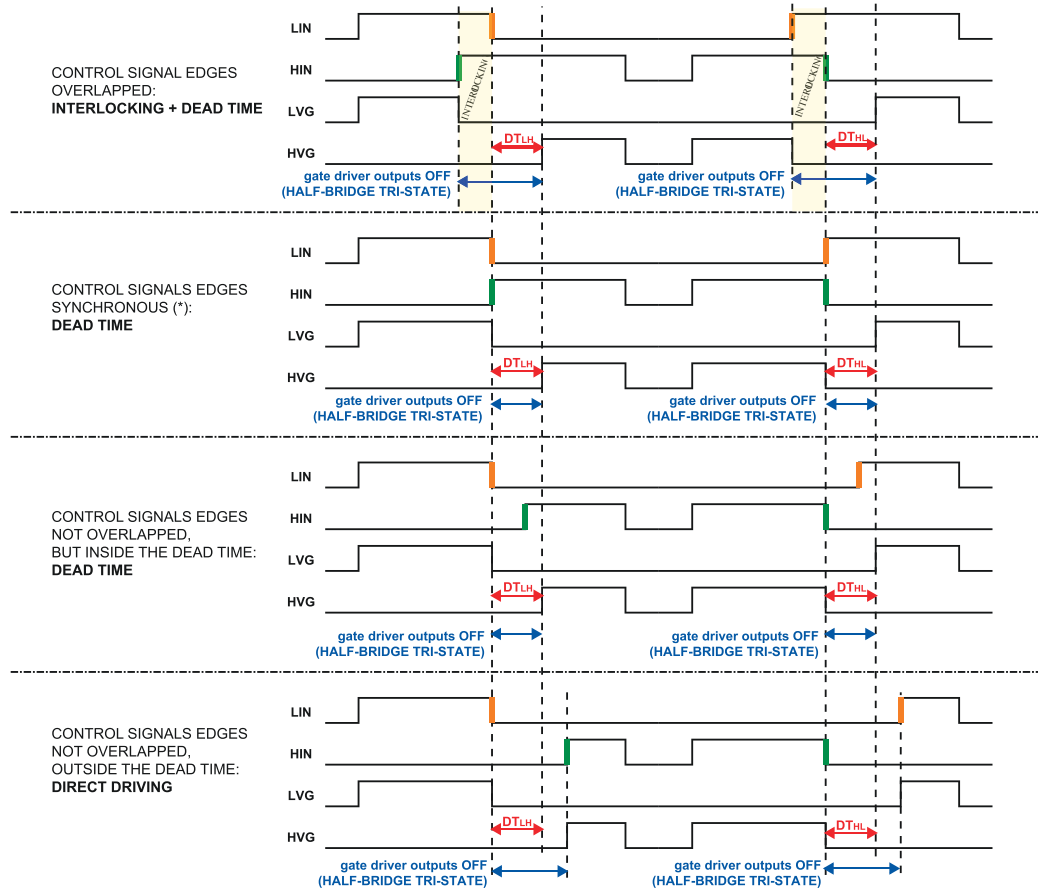 LIN
HIN
CONTROL SIGNAL EDGES
OVERLAPPED:
INTERLOCKING + DEAD TIME
INTERLOCKING
INTERLOCKING
LVG
HVG
DTLH
DTHL
gate driver outputs OFF
(HALF-BRIDGE TRI-STATE)
gate driver outputs OFF
(HALF-BRIDGE TRI-STATE)
LIN
CONTROL SIGNALS EDGES
SYNCHRONOUS (*):
DEAD TIME
HIN
LVG
HVG
DTLH
DTHL
gate driver outputs OFF
(HALF-BRIDGE TRI-STATE)
gate driver outputs OFF
(HALF-BRIDGE TRI-STATE)
LIN
CONTROL SIGNALS EDGES
NOT OVERLAPPED,
BUT INSIDE THE DEAD TIME:
DEAD TIME
HIN
LVG
HVG
DTLH
DTHL
gate driver outputs OFF
(HALF-BRIDGE TRI-STATE)
gate driver outputs OFF
(HALF-BRIDGE TRI-STATE)
LIN
CONTROL SIGNALS EDGES
NOT OVERLAPPED,
OUTSIDE THE DEAD TIME:
DIRECT DRIVING
HIN
LVG
HVG
DTLH
DTHL
gate driver outputs OFF
(HALF-BRIDGE TRI-STATE)
gate driver outputs OFF
(HALF-BRIDGE TRI-STATE)